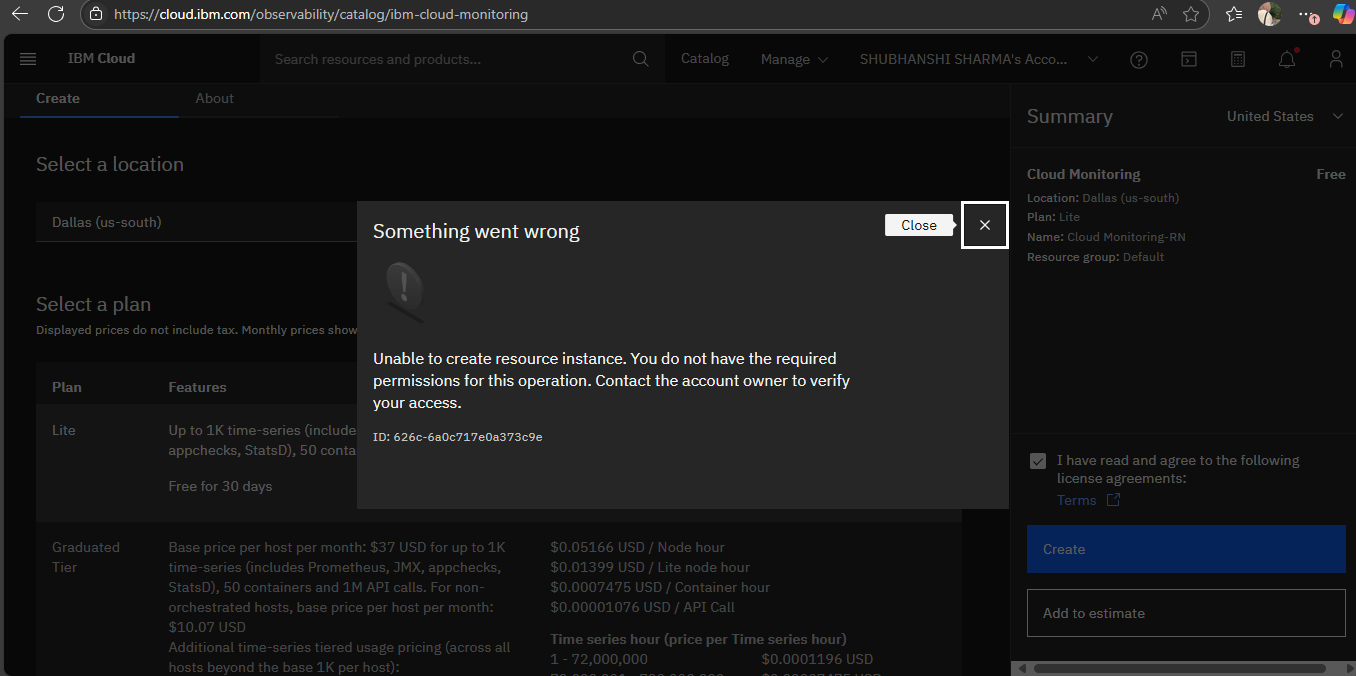 https://cloud.ibm.com/observability/catalog/ibm-cloud-monitoring
IBM Cloud
Search resources and products...
Catalog
Manage
SHUBHANSHI SHARMA's Acco...
Create
About
Select a location
Dallas (us-south)
Select a plan
Displayed prices do not include tax. Monthly prices show
Plan
Features
Lite
Up to 1K time-series (include
appchecks, StatsD), 50 conta
Free for 30 days
Graduated
Tier
Base price per host per month: $37 USD for up to 1K
time-series (includes Prometheus, JMX, appchecks,
StatsD), 50 containers and 1M API calls. For non-
orchestrated hosts, base price per host per month:
$10.07 USD
Additional time-series tiered usage pricing (across all
hosts beyond the base 1K per host):
$0.05166 USD / Node hour
$0.01399 USD / Lite node hour
$0.0007475 USD / Container hour
$0.00001076 USD / API Call
Time series hour (price per Time series hour)
1 - 72,000,000
$0.0001196 USD
Something went wrong
Close
Unable to create resource instance. You do not have the required
permissions for this operation. Contact the account owner to verify
your access.
ID: 626c-6a0c717e0a373c9e
Summary
United States
Cloud Monitoring
Free
Location: Dallas (us-south)
Plan: Lite
Name: Cloud Monitoring-RN
Resource group: Default
I have read and agree to the following
license agreements:
Terms
Create
Add to estimate